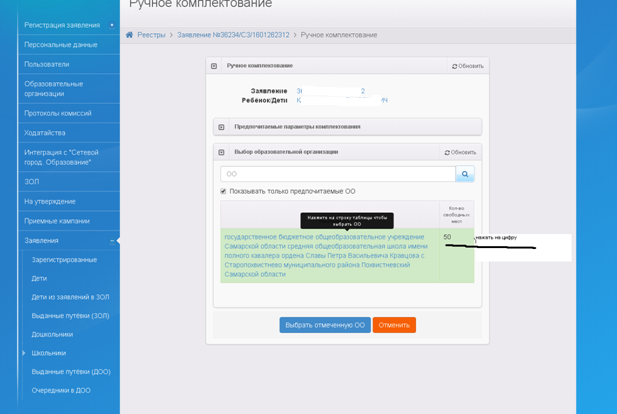 Ручное комплектование
Регистрация заявления
Персональные данные
Пользователи
Образовательные
организации
Протоколы комиссий
Ходатайства
Интеграция с "Сетевой
город. Образование"
ЗОЛ
На утверждение
Приемные кампании
Заявления
Зарегистрированные
Дети
Дети из заявлений в ЗОЛ
Выданные путёвки (ЗОЛ)
Дошкольники
Школьники
Выданные путёвки (ДОО)
Очередники в ДОО
Реестры > Заявление №36234/СЗ/1601262312 > Ручное комплектование
Ручное комплектование
Обновить
Заявление
Ребенок/Дети
Предпочитаемые параметры комплектования
Выбор образовательной организации
Обновить
ОО
Показывать только предпочитаемые ОО
Кол-во
свободных
мест
Нажмите на строку таблицы чтобы
выбрать ОО
государственное бюджетное общеобразовательное учреждение
Самарской области средняя общеобразовательная школа имени
полного кавалера ордена Славы Петра Васильевича Кравцова с.
Старопохвистнево муниципального района Похвистневский
Самарской области
50
нажать на цифру
Выбрать отмеченную ОО
Отменить